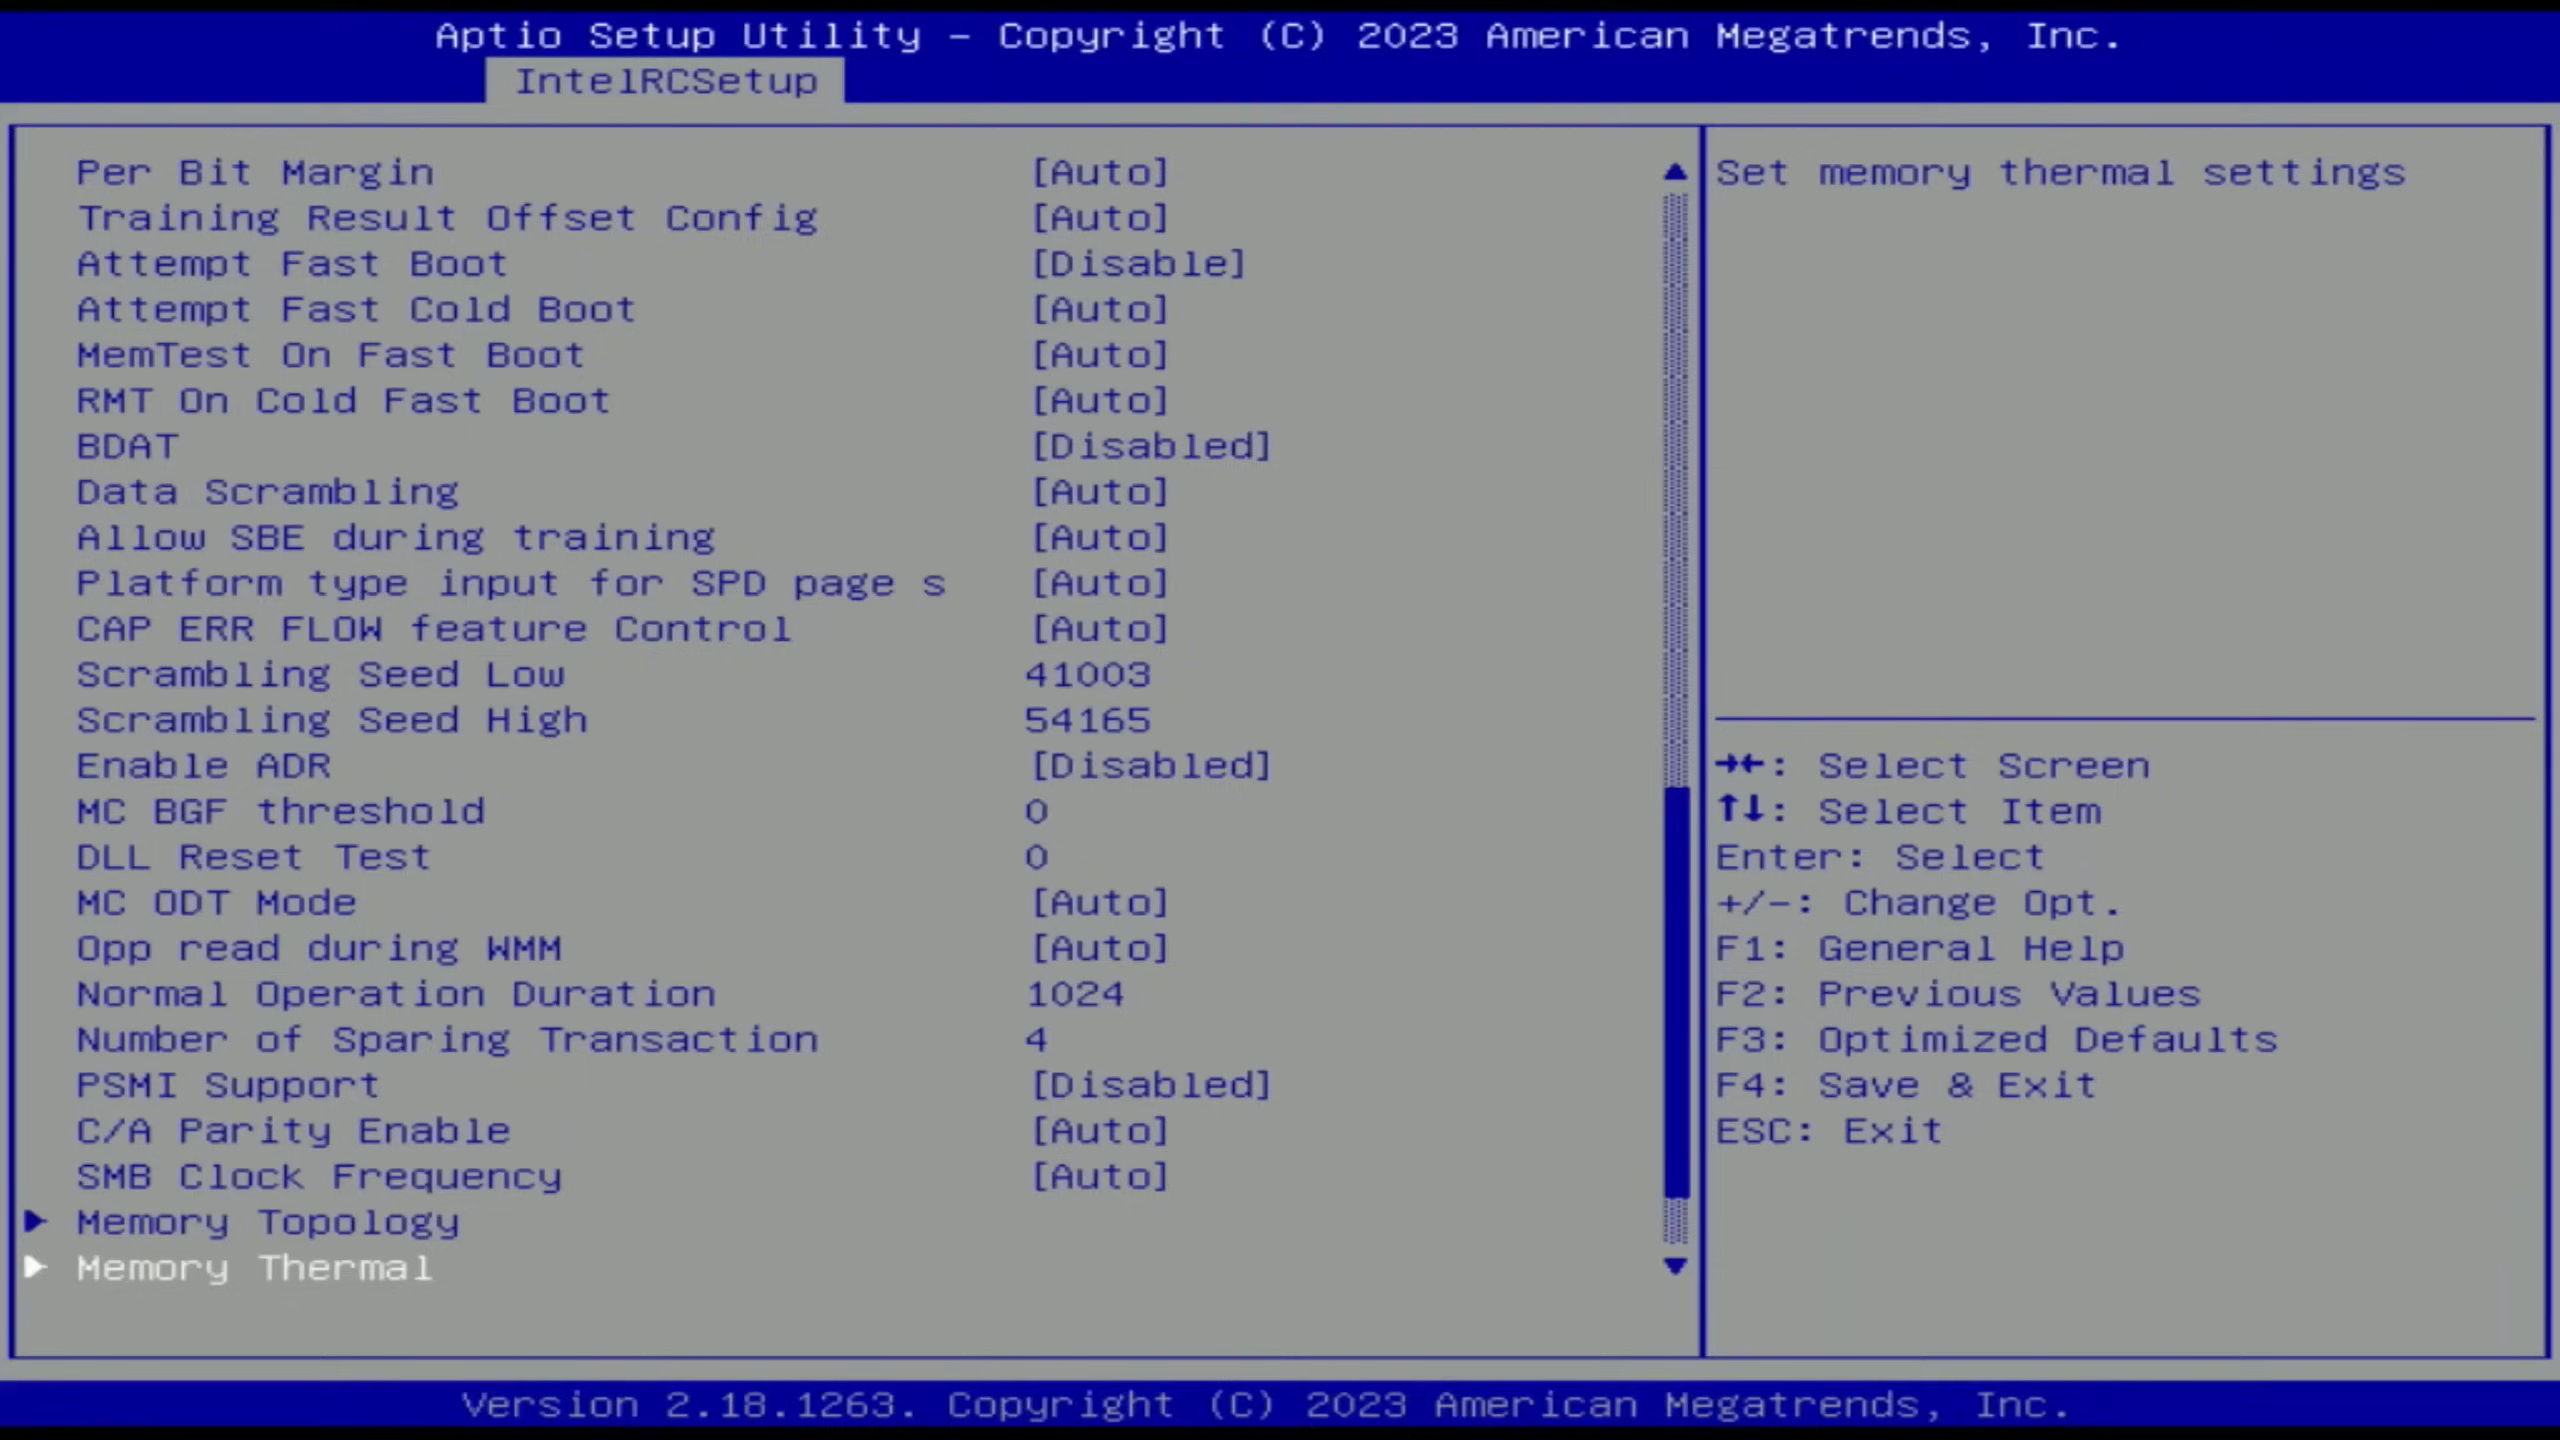 Aptio Setup Utility – Copyright (C) 2023 American Megatrends, Inc.
IntelRCSetup
Per Bit Margin [Auto]
Training Result Offset Config [Auto]
Attempt Fast Boot [Disable]
Attempt Fast Cold Boot [Auto]
MemTest On Fast Boot [Auto]
RMT On Cold Fast Boot [Auto]
BDAT [Disabled]
Data Scrambling [Auto]
Allow SBE during training [Auto]
Platform type input for SPD page s [Auto]
CAP ERR FLOW feature Control [Auto]
Scrambling Seed Low 41003
Scrambling Seed High 54165
Enable ADR [Disabled]
MC BGF threshold 0
DLL Reset Test 0
MC ODT Mode [Auto]
Opp read during WMM [Auto]
Normal Operation Duration 1024
Number of Sparing Transaction 4
PSMI Support [Disabled]
C/A Parity Enable [Auto]
SMB Clock Frequency [Auto]
Memory Topology
Memory Thermal
Set memory thermal settings
→←: Select Screen
↑↓: Select Item
Enter: Select
+/-: Change Opt.
F1: General Help
F2: Previous Values
F3: Optimized Defaults
F4: Save & Exit
ESC: Exit
Version 2.18.1263. Copyright (C) 2023 American Megatrends, Inc.